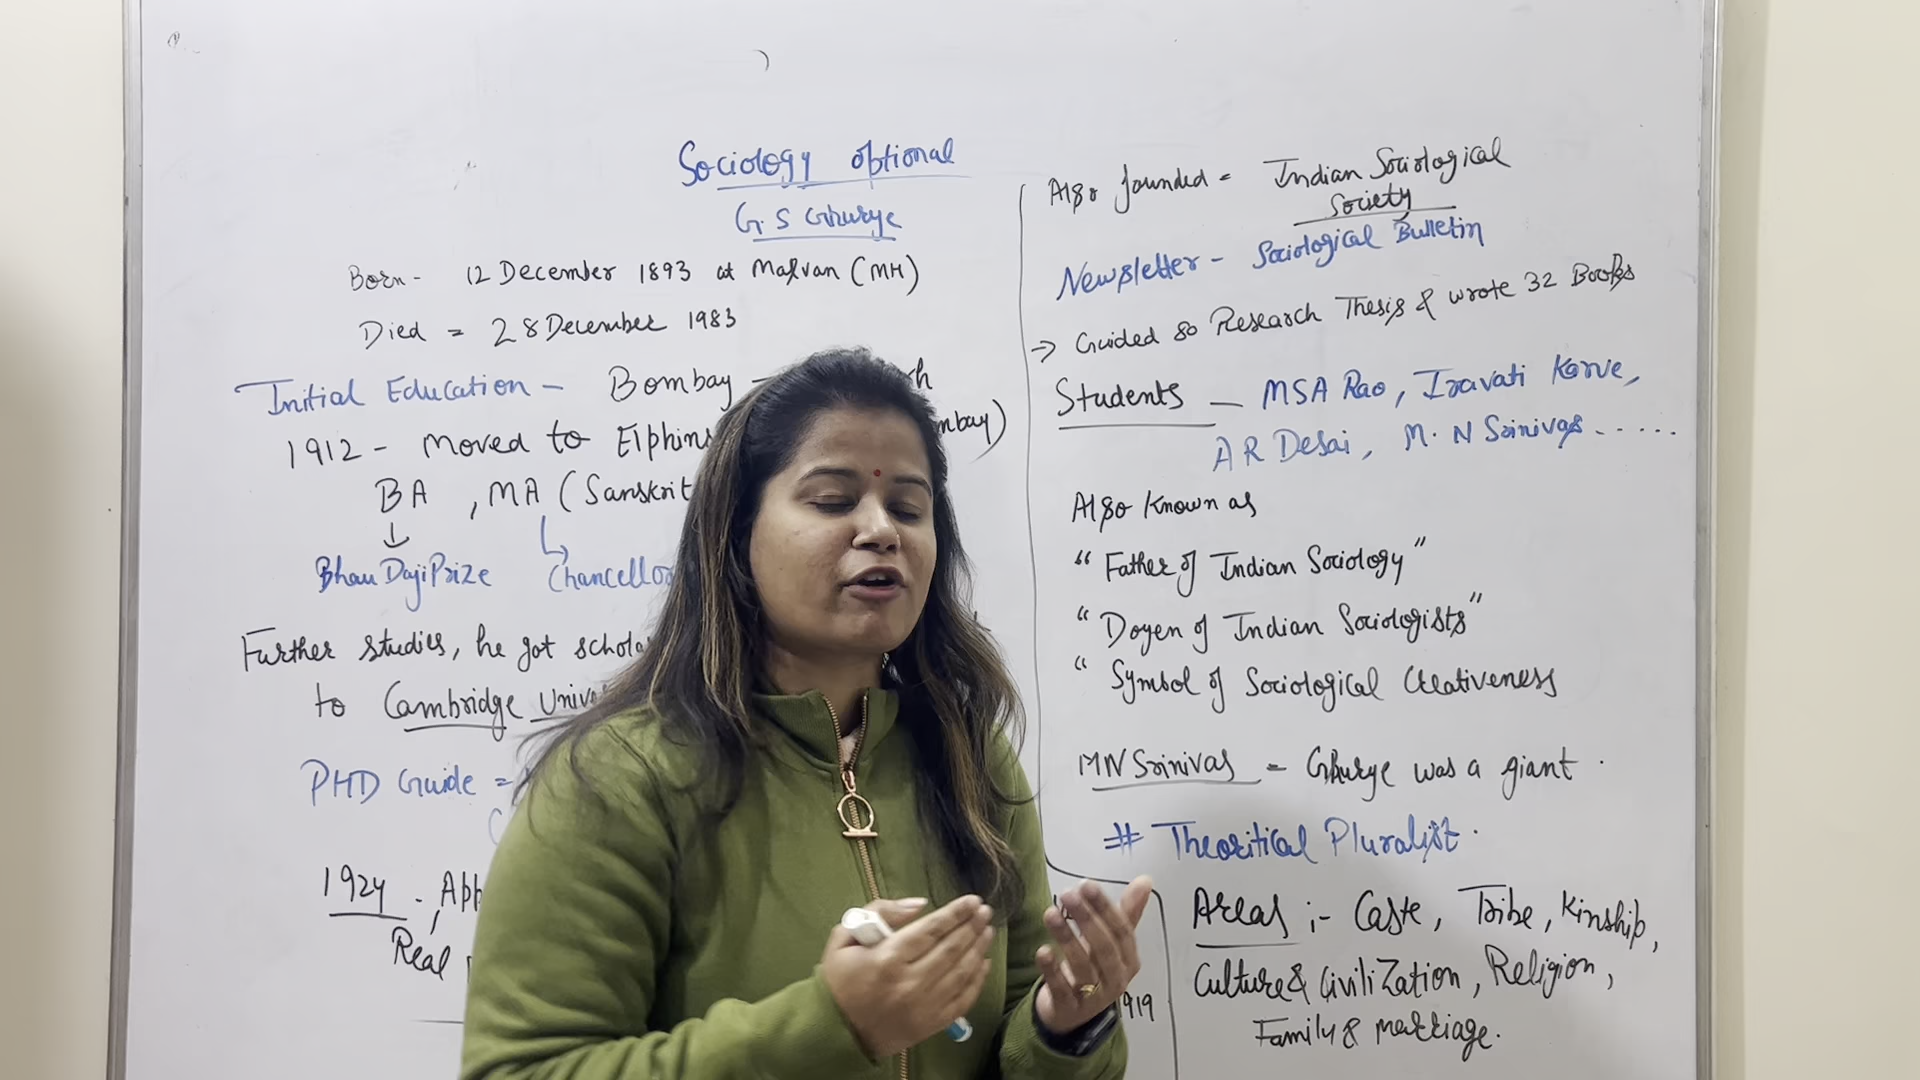 Sociology optional
G. S Ghurye
Born - 12 December 1893 at Malvan (MH)
Died = 28 December 1983
Initial Education - Bombay
1912 - Moved to Elphins mbay)
BA , MA (Sanskrit
Bhau Daji Prize Chancellor
Further studies, he got schola
to Cambridge Unive
PHD Guide =
1924 - App
Real
1919
Also founded = Indian Sociological
Society
Newsletter - Sociological Bulletin
→ Guided 80 Research Thesis & wrote 32 Books
Students - MSA Rao, Iravati Karve,
A R Desai, M. N Srinivas......
Also known as
"Father of Indian Sociology"
"Doyen of Indian Sociologists"
"Symbol of Sociological Creativeness
MN Srinivas = Ghurye was a giant.
# Theoritical Pluralist.
Areas :- Caste, Tribe, Kinship,
Culture & Civilization, Religion,
Family & marriage.